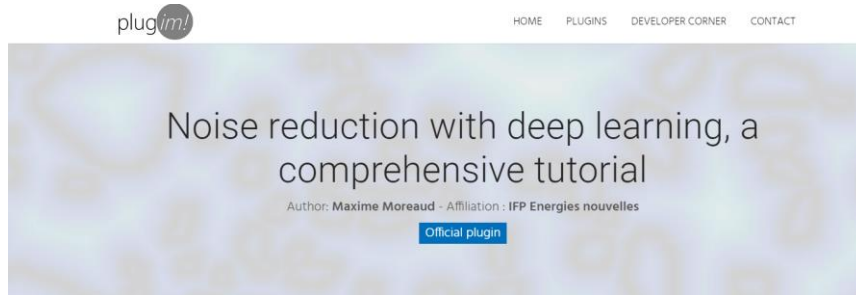 plugim!
HOME PLUGINS DEVELOPER CORNER CONTACT
Noise reduction with deep learning, a
comprehensive tutorial
Author: Maxime Moreaud - Affiliation : IFP Energies nouvelles
Official plugin